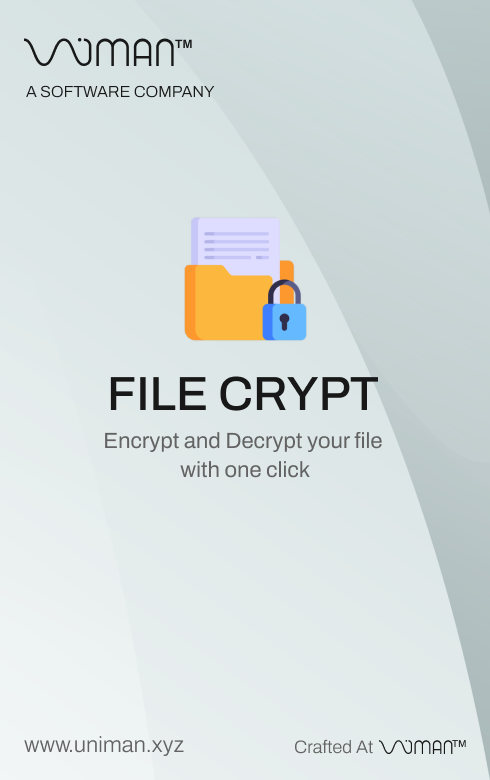 UNIMAN™
A SOFTWARE COMPANY
FILE CRYPT
Encrypt and Decrypt your file
with one click
www.uniman.xyz
Crafted At UNIMAN™